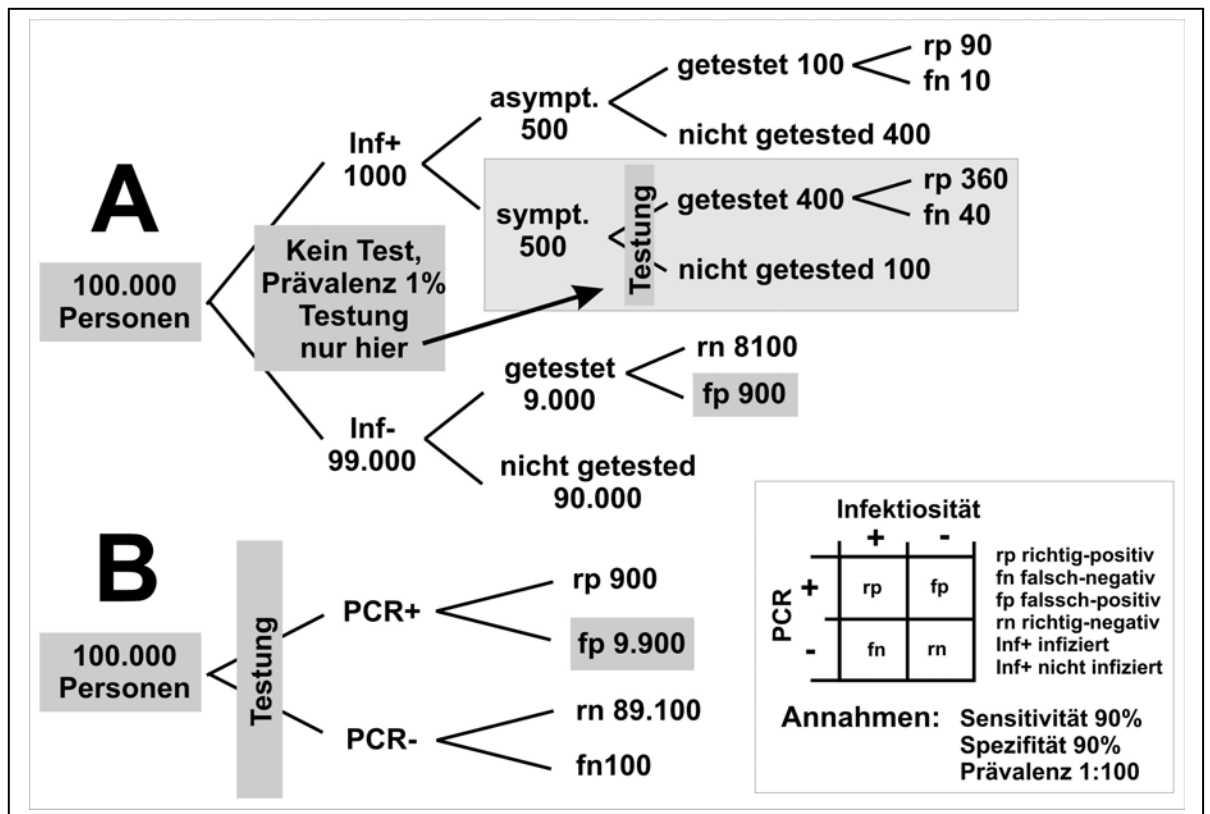 A
100.000
Personen
Inf+
1000
Kein Test,
Prävalenz 1%
Testung
nur hier
Inf-
99.000
asympt.
500
getestet 100
rp 90
fn 10
nicht getested 400
sympt.
500
Testung
getestet 400
rp 360
fn 40
nicht getested 100
getestet
9.000
rn 8100
fp 900
nicht getested
90.000
B
100.000
Personen
Testung
PCR+
rp 900
fp 9.900
PCR-
rn 89.100
fn100
Infektiosität
+ -
PCR
+ rp fp
- fn rn
rp richtig-positiv
fn falsch-negativ
fp falssch-positiv
rn richtig-negativ
Inf+ infiziert
Inf+ nicht infiziert
Annahmen: Sensitivität 90%
Spezifität 90%
Prävalenz 1:100